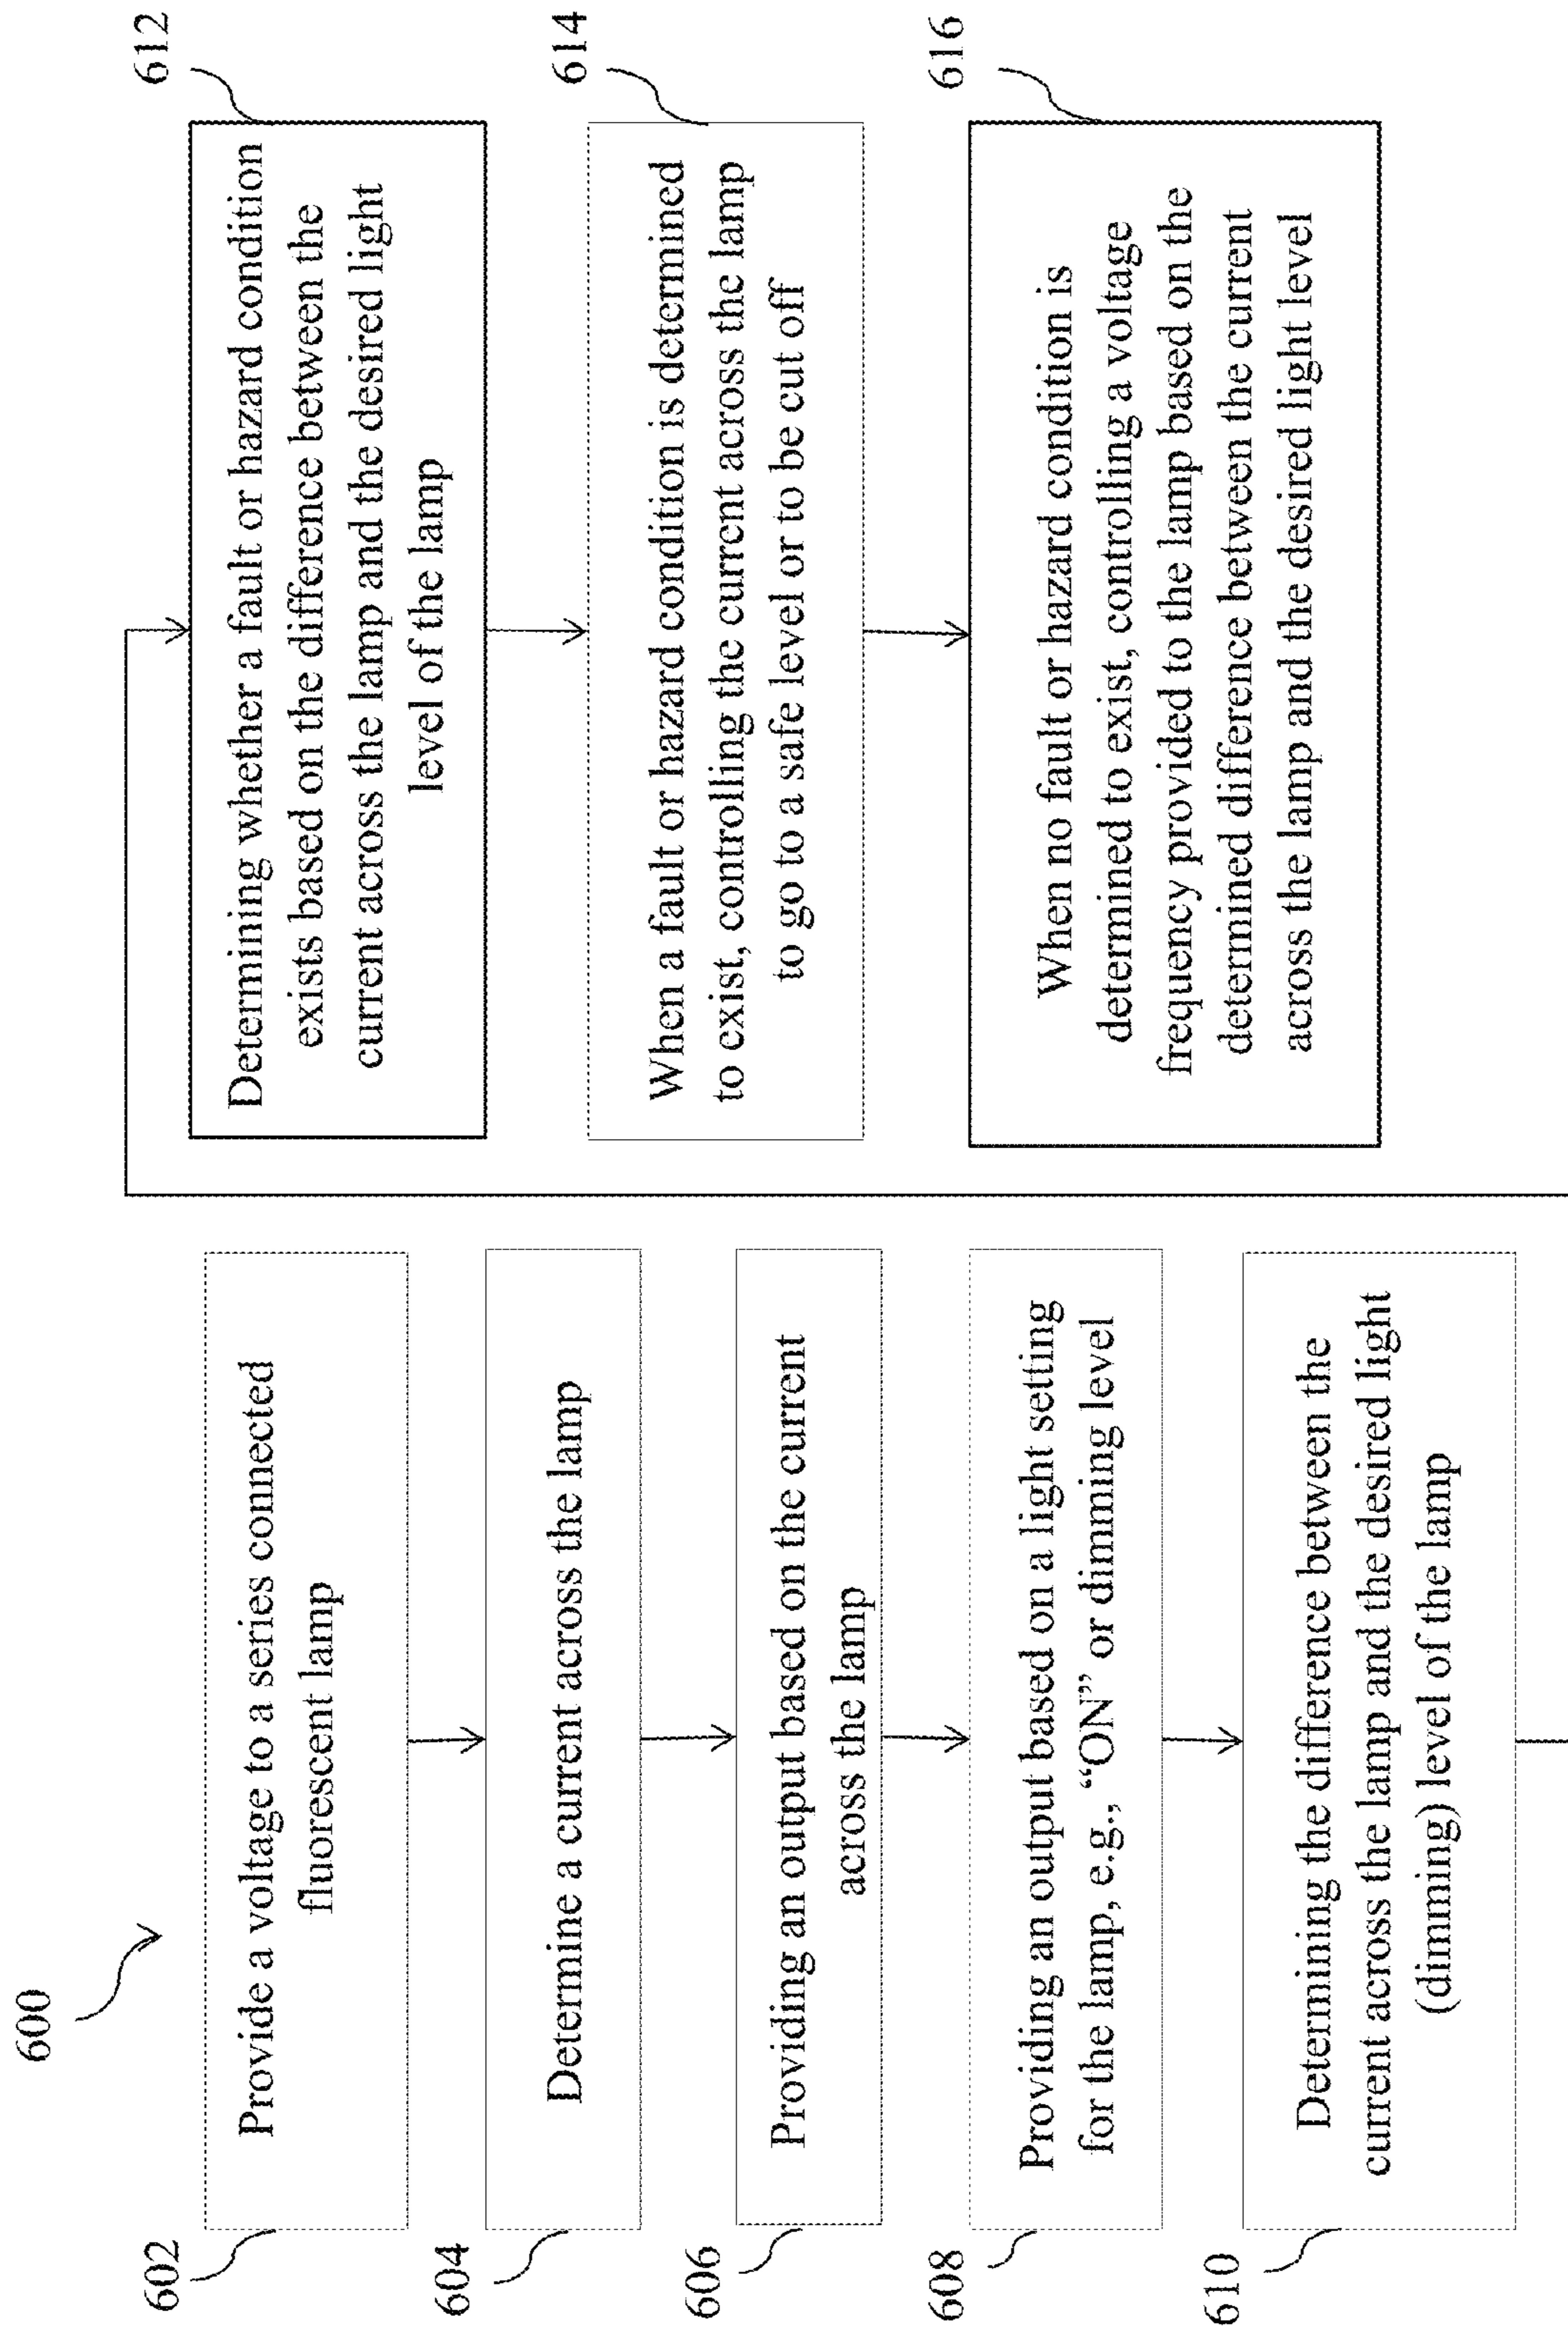 600
602
Provide a voltage to a series connected
fluorescent lamp
604
Determine a current across the lamp
606
Providing an output based on the current
across the lamp
608
Providing an output based on a light setting
for the lamp, e.g., “ON” or dimming level
610
Determining the difference between the
current across the lamp and the desired light
(dimming) level of the lamp
612
Determining whether a fault or hazard condition
exists based on the difference between the
current across the lamp and the desired light
level of the lamp
614
When a fault or hazard condition is determined
to exist, controlling the current across the lamp
to go to a safe level or to be cut off
616
When no fault or hazard condition is
determined to exist, controlling a voltage
frequency provided to the lamp based on the
determined difference between the current
across the lamp and the desired light level